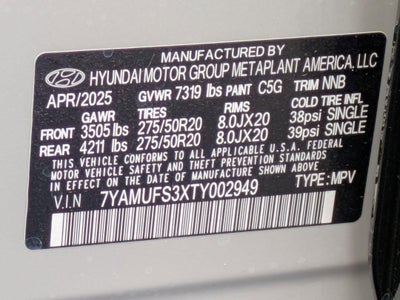 MANUFACTURED BY
HYUNDAI MOTOR GROUP METAPLANT AMERICA, LLC
APR/2025 GVWR 7319 lbs PAINT C5G TRIM NNB
GAWR TIRES RIMS COLD TIRE INFL
FRONT 3505 lbs 275/50R20 8.0JX20 38psi SINGLE
REAR 4211 lbs 275/50R20 8.0JX20 39psi SINGLE
THIS VEHICLE CONFORMS TO ALL APPLICABLE U.S.A. FEDERAL
MOTOR VEHICLE SAFETY STANDARDS IN EFFECT ON THE
DATE OF MANUFACTURE SHOWN ABOVE
V.I.N 7YAMUFS3XTY002949 TYPE:MPV